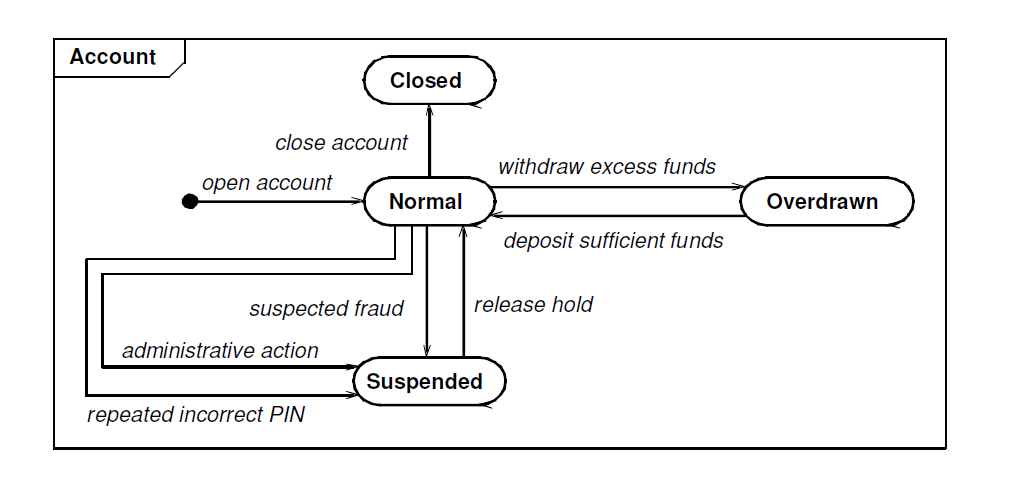 Account
Closed
close account
withdraw excess funds
open account
Normal
Overdrawn
deposit sufficient funds
suspected fraud
release hold
administrative action
Suspended
repeated incorrect PIN